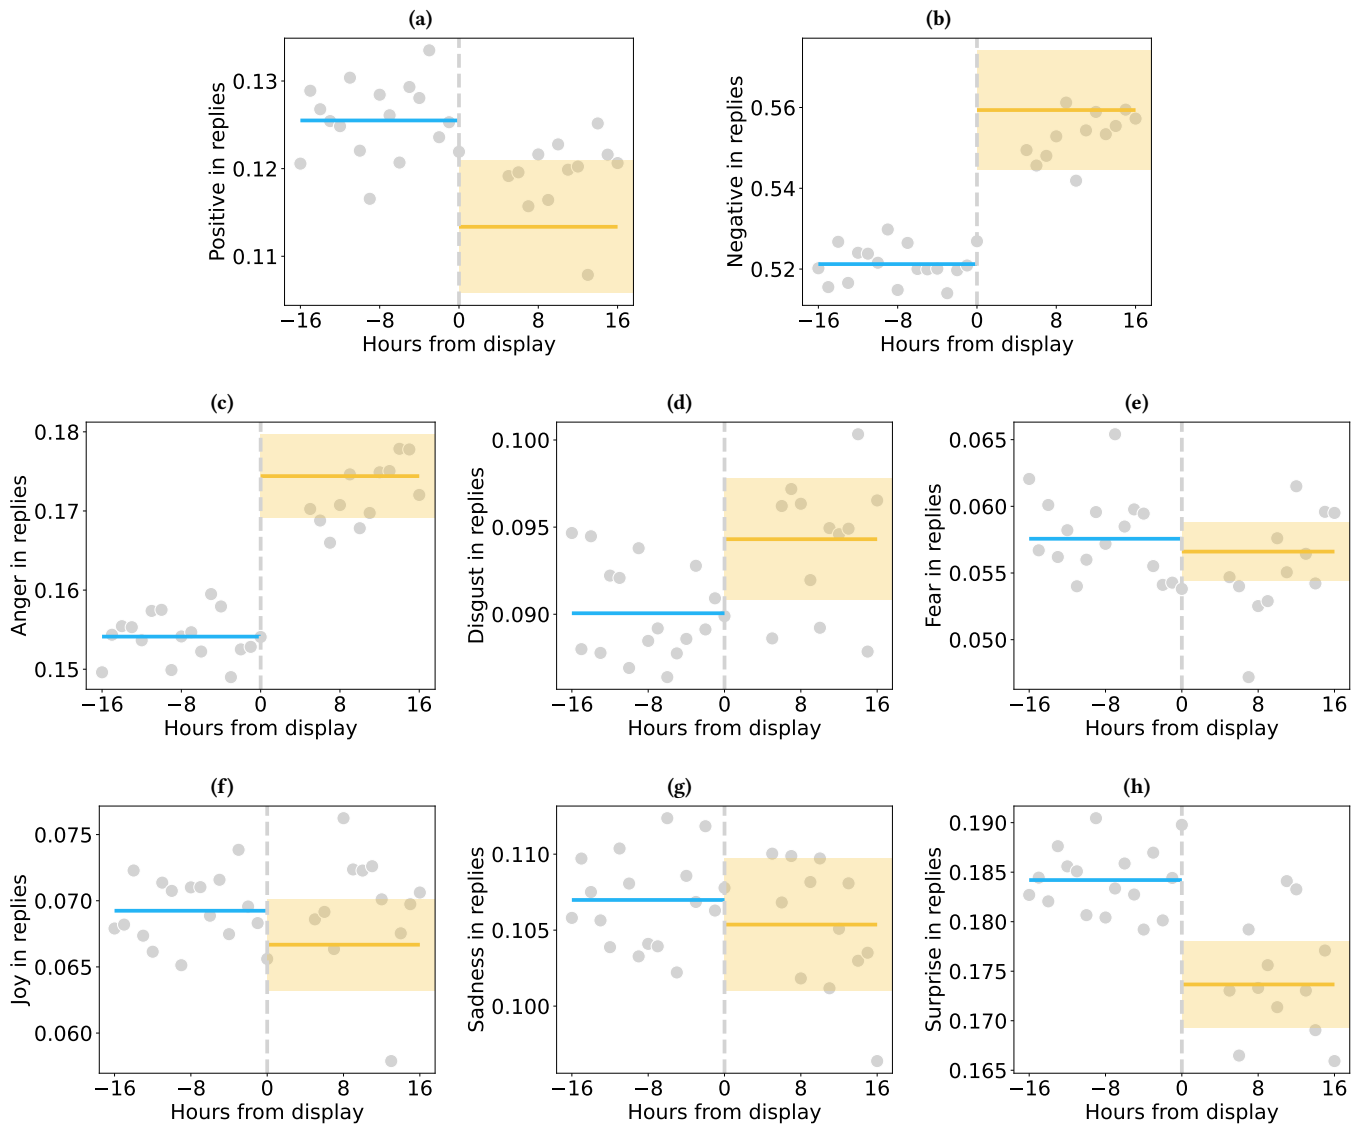 (a)
Positive in replies
0.13
0.12
0.11
−16 −8 0 8 16
Hours from display
(b)
Negative in replies
0.56
0.54
0.52
−16 −8 0 8 16
Hours from display
(c)
Anger in replies
0.18
0.17
0.16
0.15
−16 −8 0 8 16
Hours from display
(d)
Disgust in replies
0.100
0.095
0.090
−16 −8 0 8 16
Hours from display
(e)
Fear in replies
0.065
0.060
0.055
0.050
−16 −8 0 8 16
Hours from display
(f)
Joy in replies
0.075
0.070
0.065
0.060
−16 −8 0 8 16
Hours from display
(g)
Sadness in replies
0.110
0.105
0.100
−16 −8 0 8 16
Hours from display
(h)
Surprise in replies
0.190
0.185
0.180
0.175
0.170
0.165
−16 −8 0 8 16
Hours from display